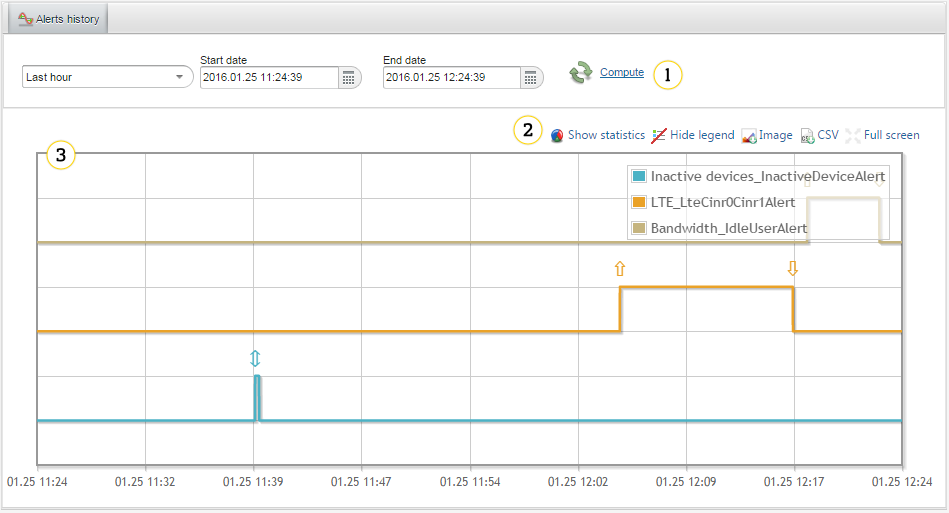 Alerts history
Start date End date
Last hour 2016.01.25 11:24:39 2016.01.25 12:24:39 Compute 1
2 Show statistics Hide legend Image CSV Full screen
3
Inactive devices_InactiveDeviceAlert
LTE_LteCinr0Cinr1Alert
Bandwidth_IdleUserAlert
01.25 11:24 01.25 11:32 01.25 11:39 01.25 11:47 01.25 11:54 01.25 12:02 01.25 12:09 01.25 12:17 01.25 12:24